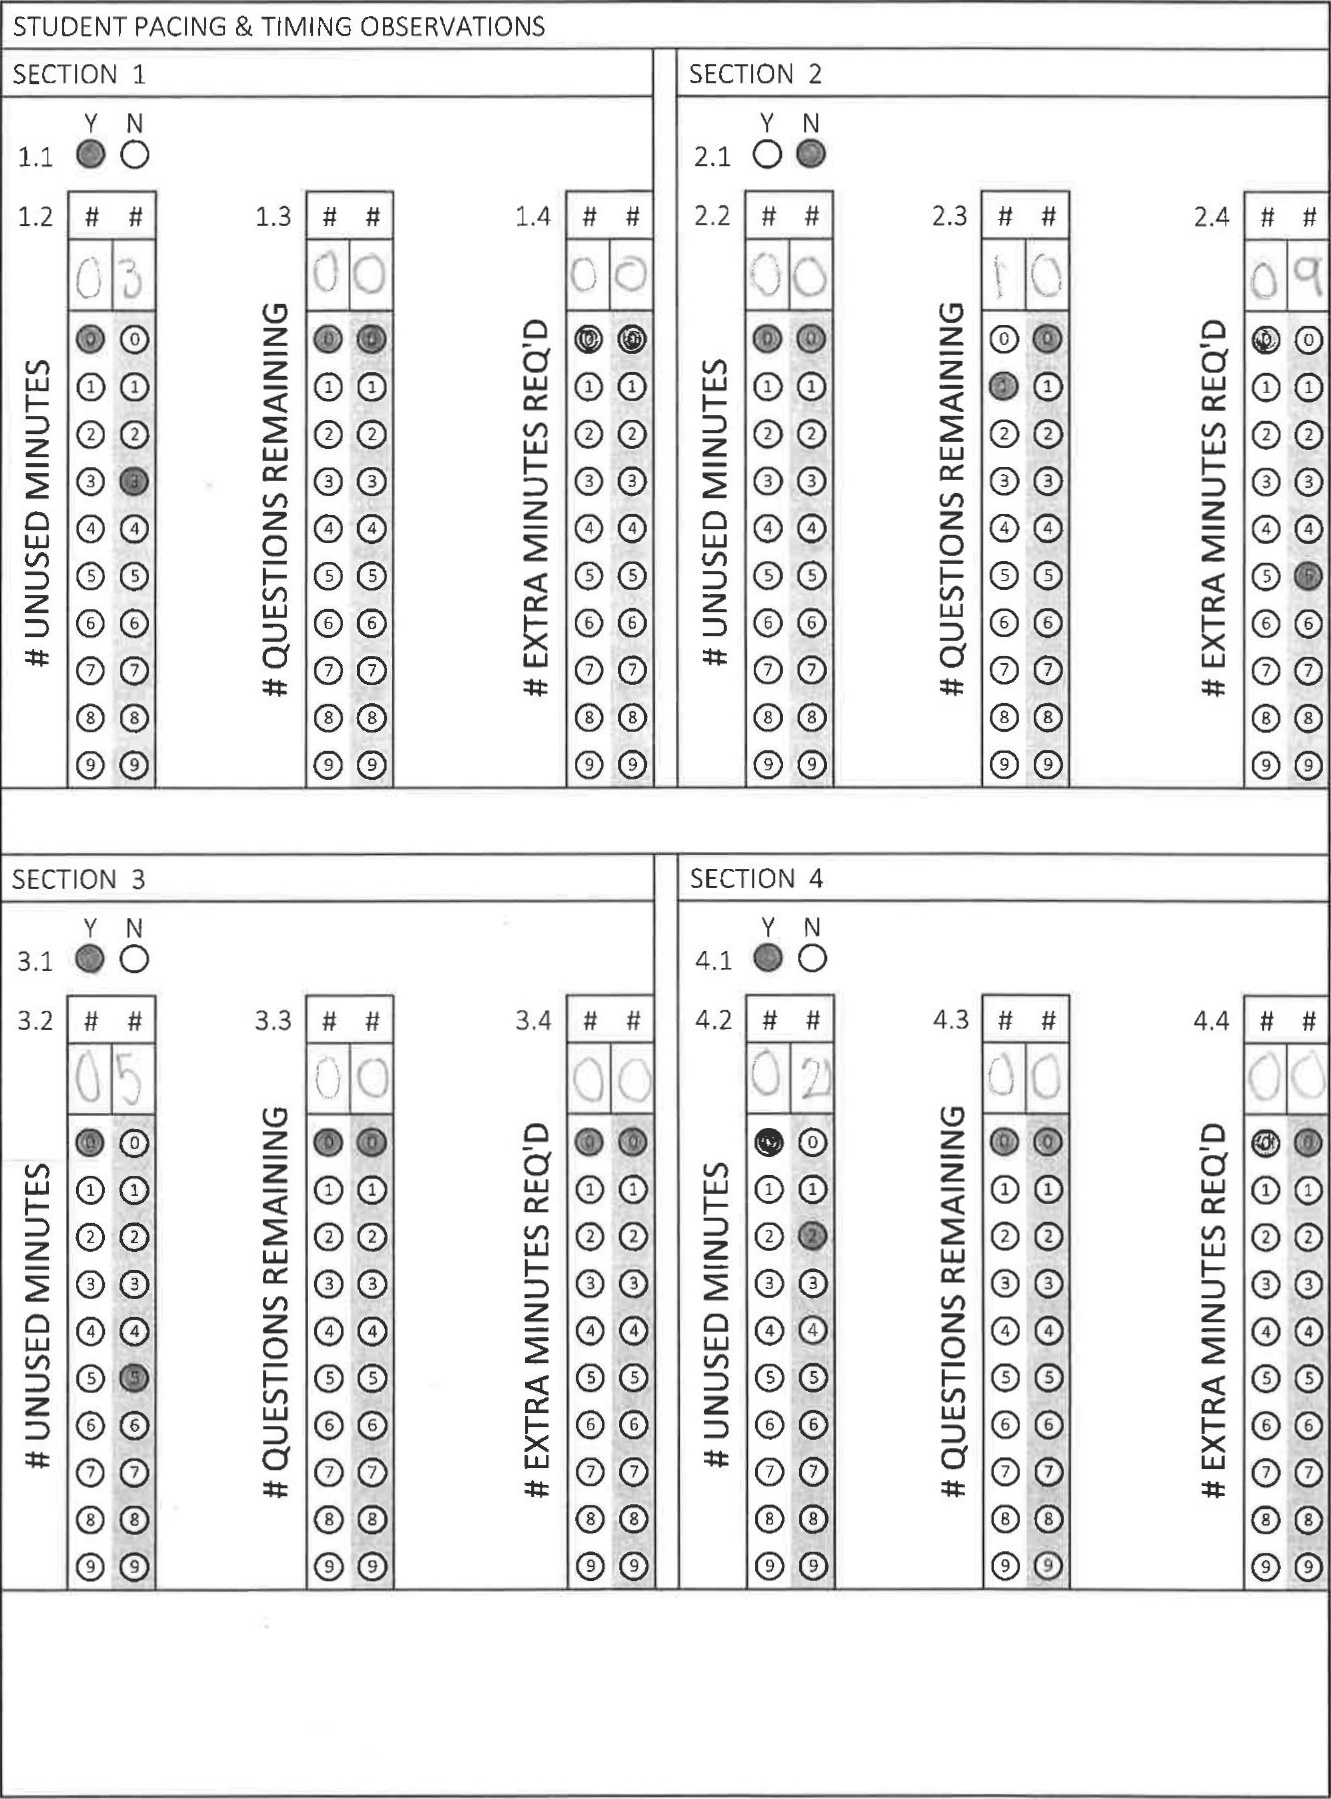 STUDENT PACING & TIMING OBSERVATIONS
SECTION 1
Y N
1.1
1.2 # # 1.3 # # 1.4 # #
0 3 0 0 0 0
# UNUSED MINUTES
# QUESTIONS REMAINING
# EXTRA MINUTES REQ'D
0 0 0 0 0 0
1 1 1 1 1 1
2 2 2 2 2 2
3 3 3 3 3 3
4 4 4 4 4 4
5 5 5 5 5 5
6 6 6 6 6 6
7 7 7 7 7 7
8 8 8 8 8 8
9 9 9 9 9 9
SECTION 2
Y N
2.1
2.2 # # 2.3 # # 2.4 # #
0 0 1 0 0 9
# UNUSED MINUTES
# QUESTIONS REMAINING
# EXTRA MINUTES REQ'D
0 0 0 0 0 0
1 1 1 1 1 1
2 2 2 2 2 2
3 3 3 3 3 3
4 4 4 4 4 4
5 5 5 5 5 5
6 6 6 6 6 6
7 7 7 7 7 7
8 8 8 8 8 8
9 9 9 9 9 9
SECTION 3
Y N
3.1
3.2 # # 3.3 # # 3.4 # #
0 5 0 0 0 0
# UNUSED MINUTES
# QUESTIONS REMAINING
# EXTRA MINUTES REQ'D
0 0 0 0 0 0
1 1 1 1 1 1
2 2 2 2 2 2
3 3 3 3 3 3
4 4 4 4 4 4
5 5 5 5 5 5
6 6 6 6 6 6
7 7 7 7 7 7
8 8 8 8 8 8
9 9 9 9 9 9
SECTION 4
Y N
4.1
4.2 # # 4.3 # # 4.4 # #
0 2 0 0 0 0
# UNUSED MINUTES
# QUESTIONS REMAINING
# EXTRA MINUTES REQ'D
0 0 0 0 0 0
1 1 1 1 1 1
2 2 2 2 2 2
3 3 3 3 3 3
4 4 4 4 4 4
5 5 5 5 5 5
6 6 6 6 6 6
7 7 7 7 7 7
8 8 8 8 8 8
9 9 9 9 9 9